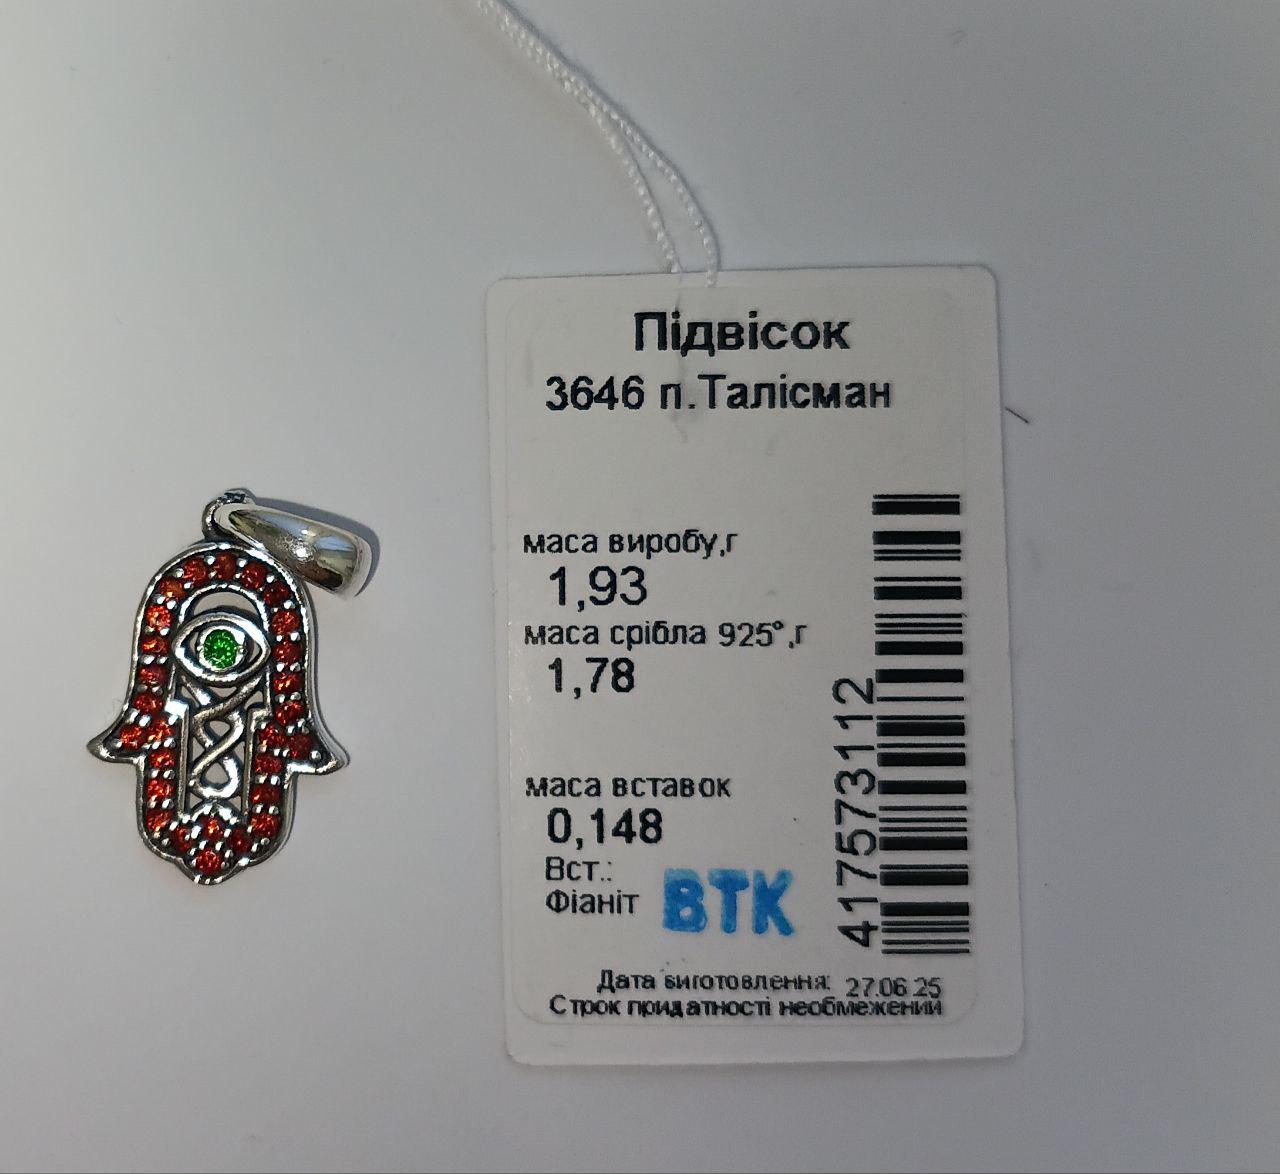 Підвісок
3646 п.Талісман
маса виробу,г
1,93
маса срібла 925°,г
1,78
маса вставок
0,148
Вст.:
Фіаніт
ВТК
417573112
Дата виготовлення: 27.06.25
Строк придатності необмежений